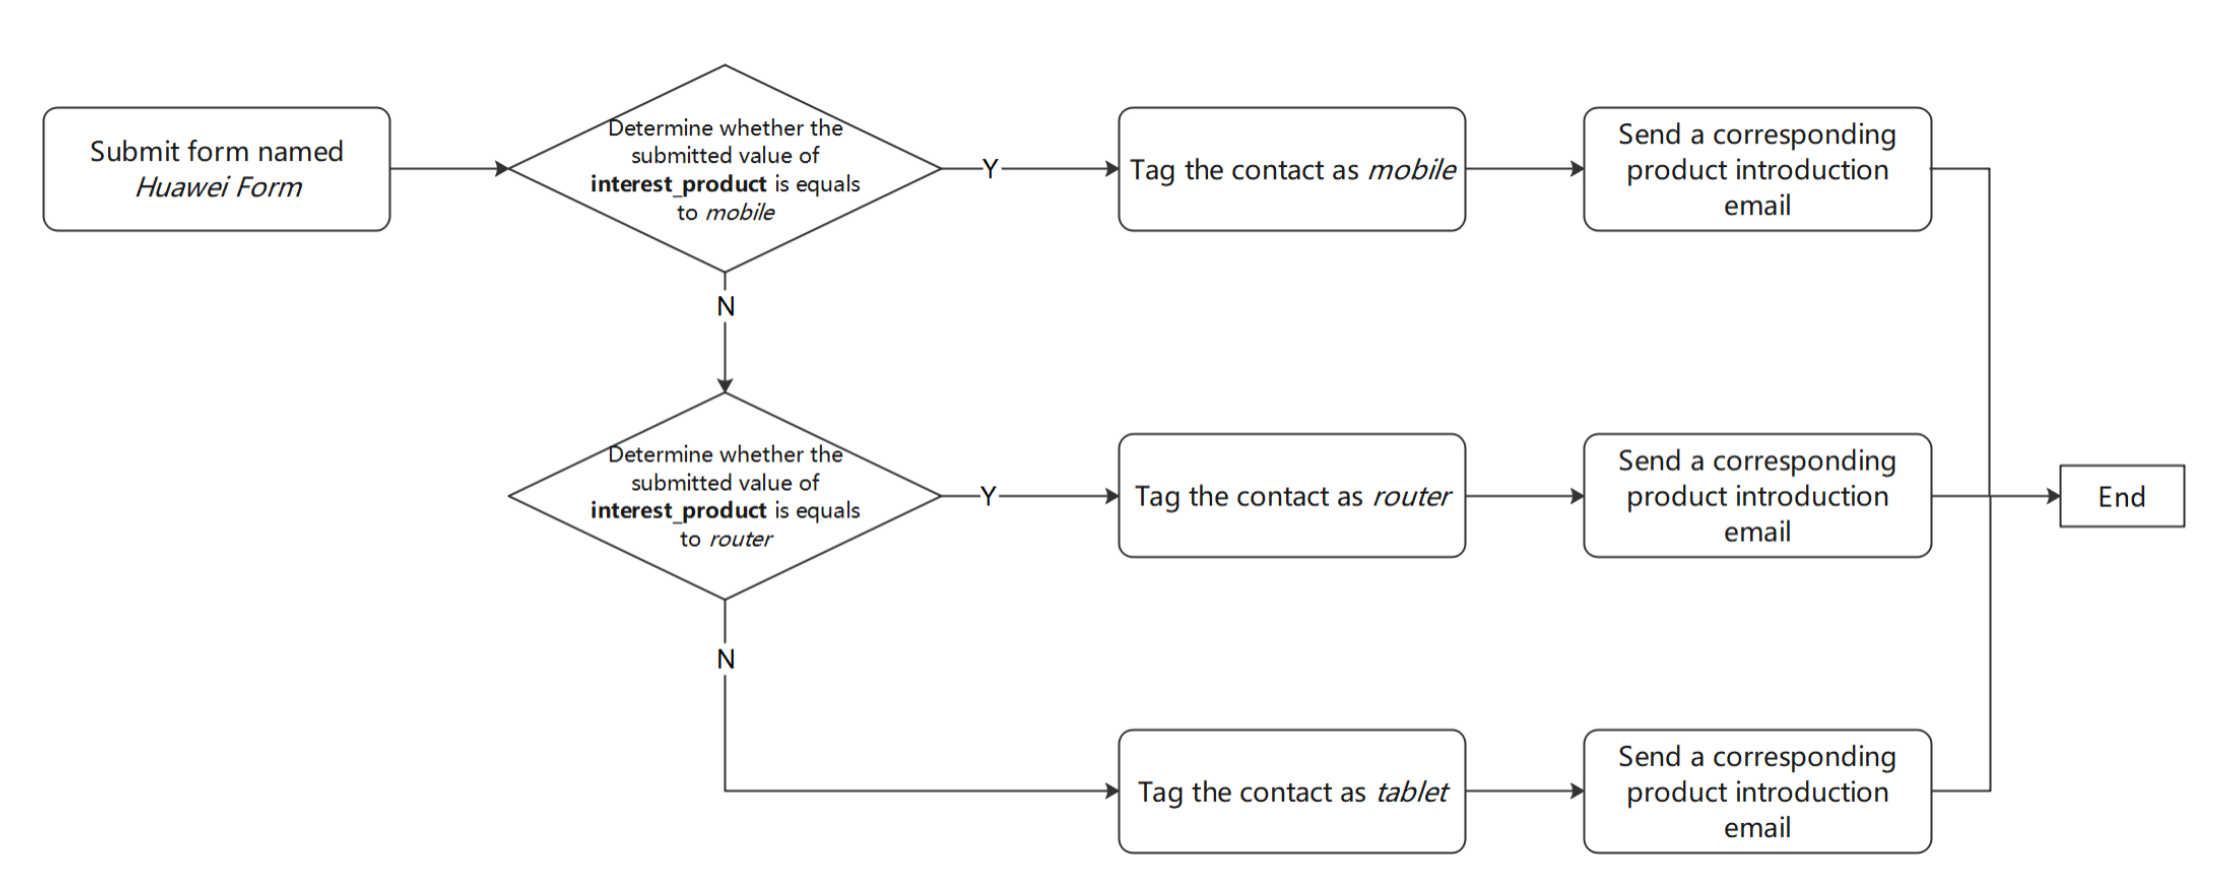 Submit form named
Huawei Form
Determine whether the
submitted value of
interest_product is equals
to mobile
Y
Tag the contact as mobile
Send a corresponding
product introduction
email
N
Determine whether the
submitted value of
interest_product is equals
to router
Y
Tag the contact as router
Send a corresponding
product introduction
email
End
N
Tag the contact as tablet
Send a corresponding
product introduction
email